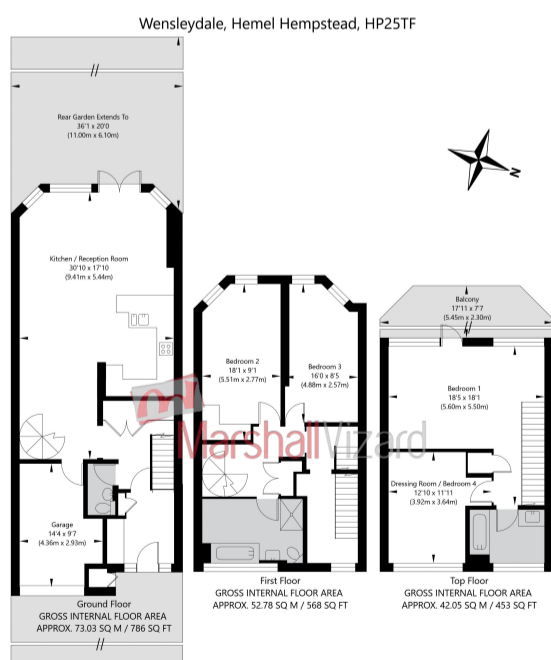 Wensleydale, Hemel Hempstead, HP25TF
Rear Garden Extends To
36'1 x 20'0
(11.00m x 6.10m)
N
Kitchen / Reception Room
30'10 x 17'10
(9.41m x 5.44m)
Balcony
17'11 x 7'7
(5.45m x 2.30m)
Bedroom 2
18'1 x 9'1
(5.51m x 2.77m)
Bedroom 3
16'0 x 8'5
(4.88m x 2.57m)
Bedroom 1
18'5 x 18'1
(5.60m x 5.50m)
MarshallVizard
Dressing Room / Bedroom 4
12'10 x 11'11
(3.92m x 3.64m)
Garage
14'4 x 9'7
(4.36m x 2.93m)
Ground Floor
GROSS INTERNAL FLOOR AREA
APPROX. 73.03 SQ M / 786 SQ FT
First Floor
GROSS INTERNAL FLOOR AREA
APPROX. 52.78 SQ M / 568 SQ FT
Top Floor
GROSS INTERNAL FLOOR AREA
APPROX. 42.05 SQ M / 453 SQ FT